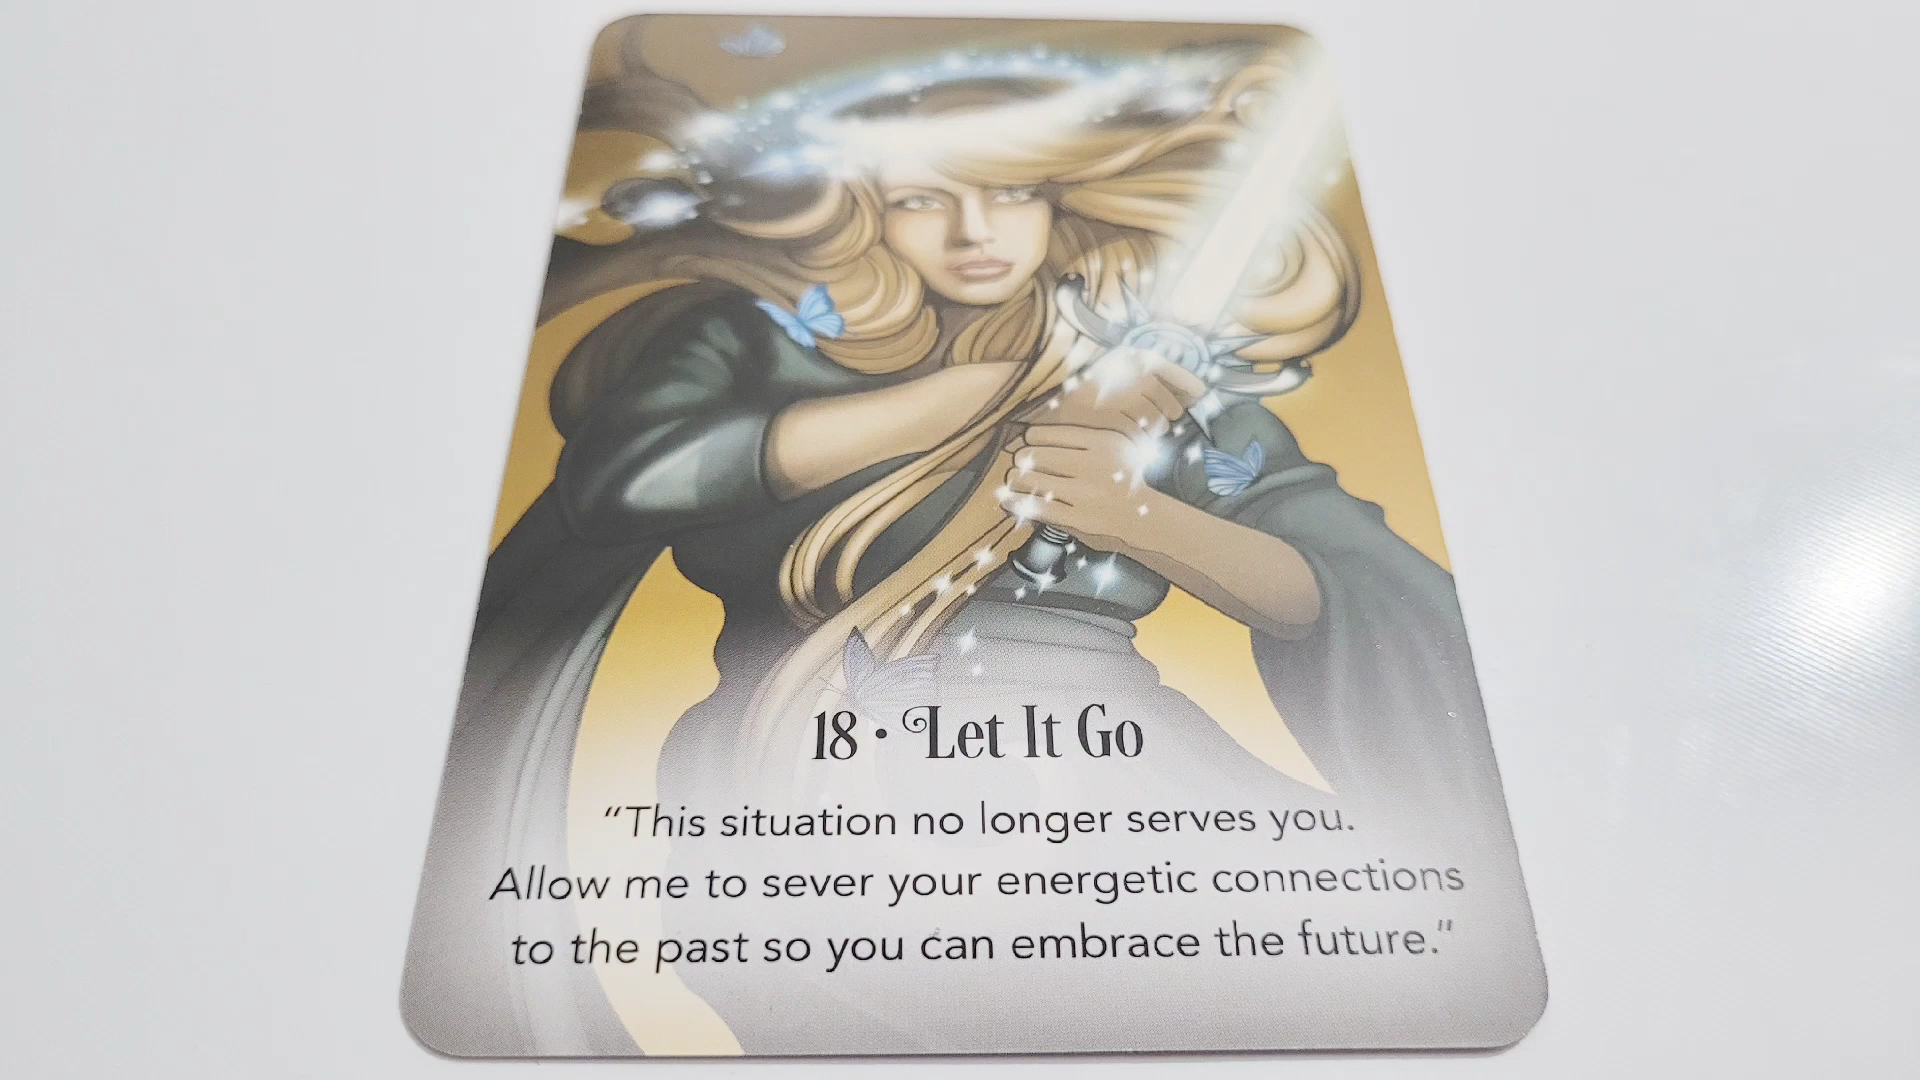 18 • Let It Go
“This situation no longer serves you.
Allow me to sever your energetic connections
to the past so you can embrace the future.”